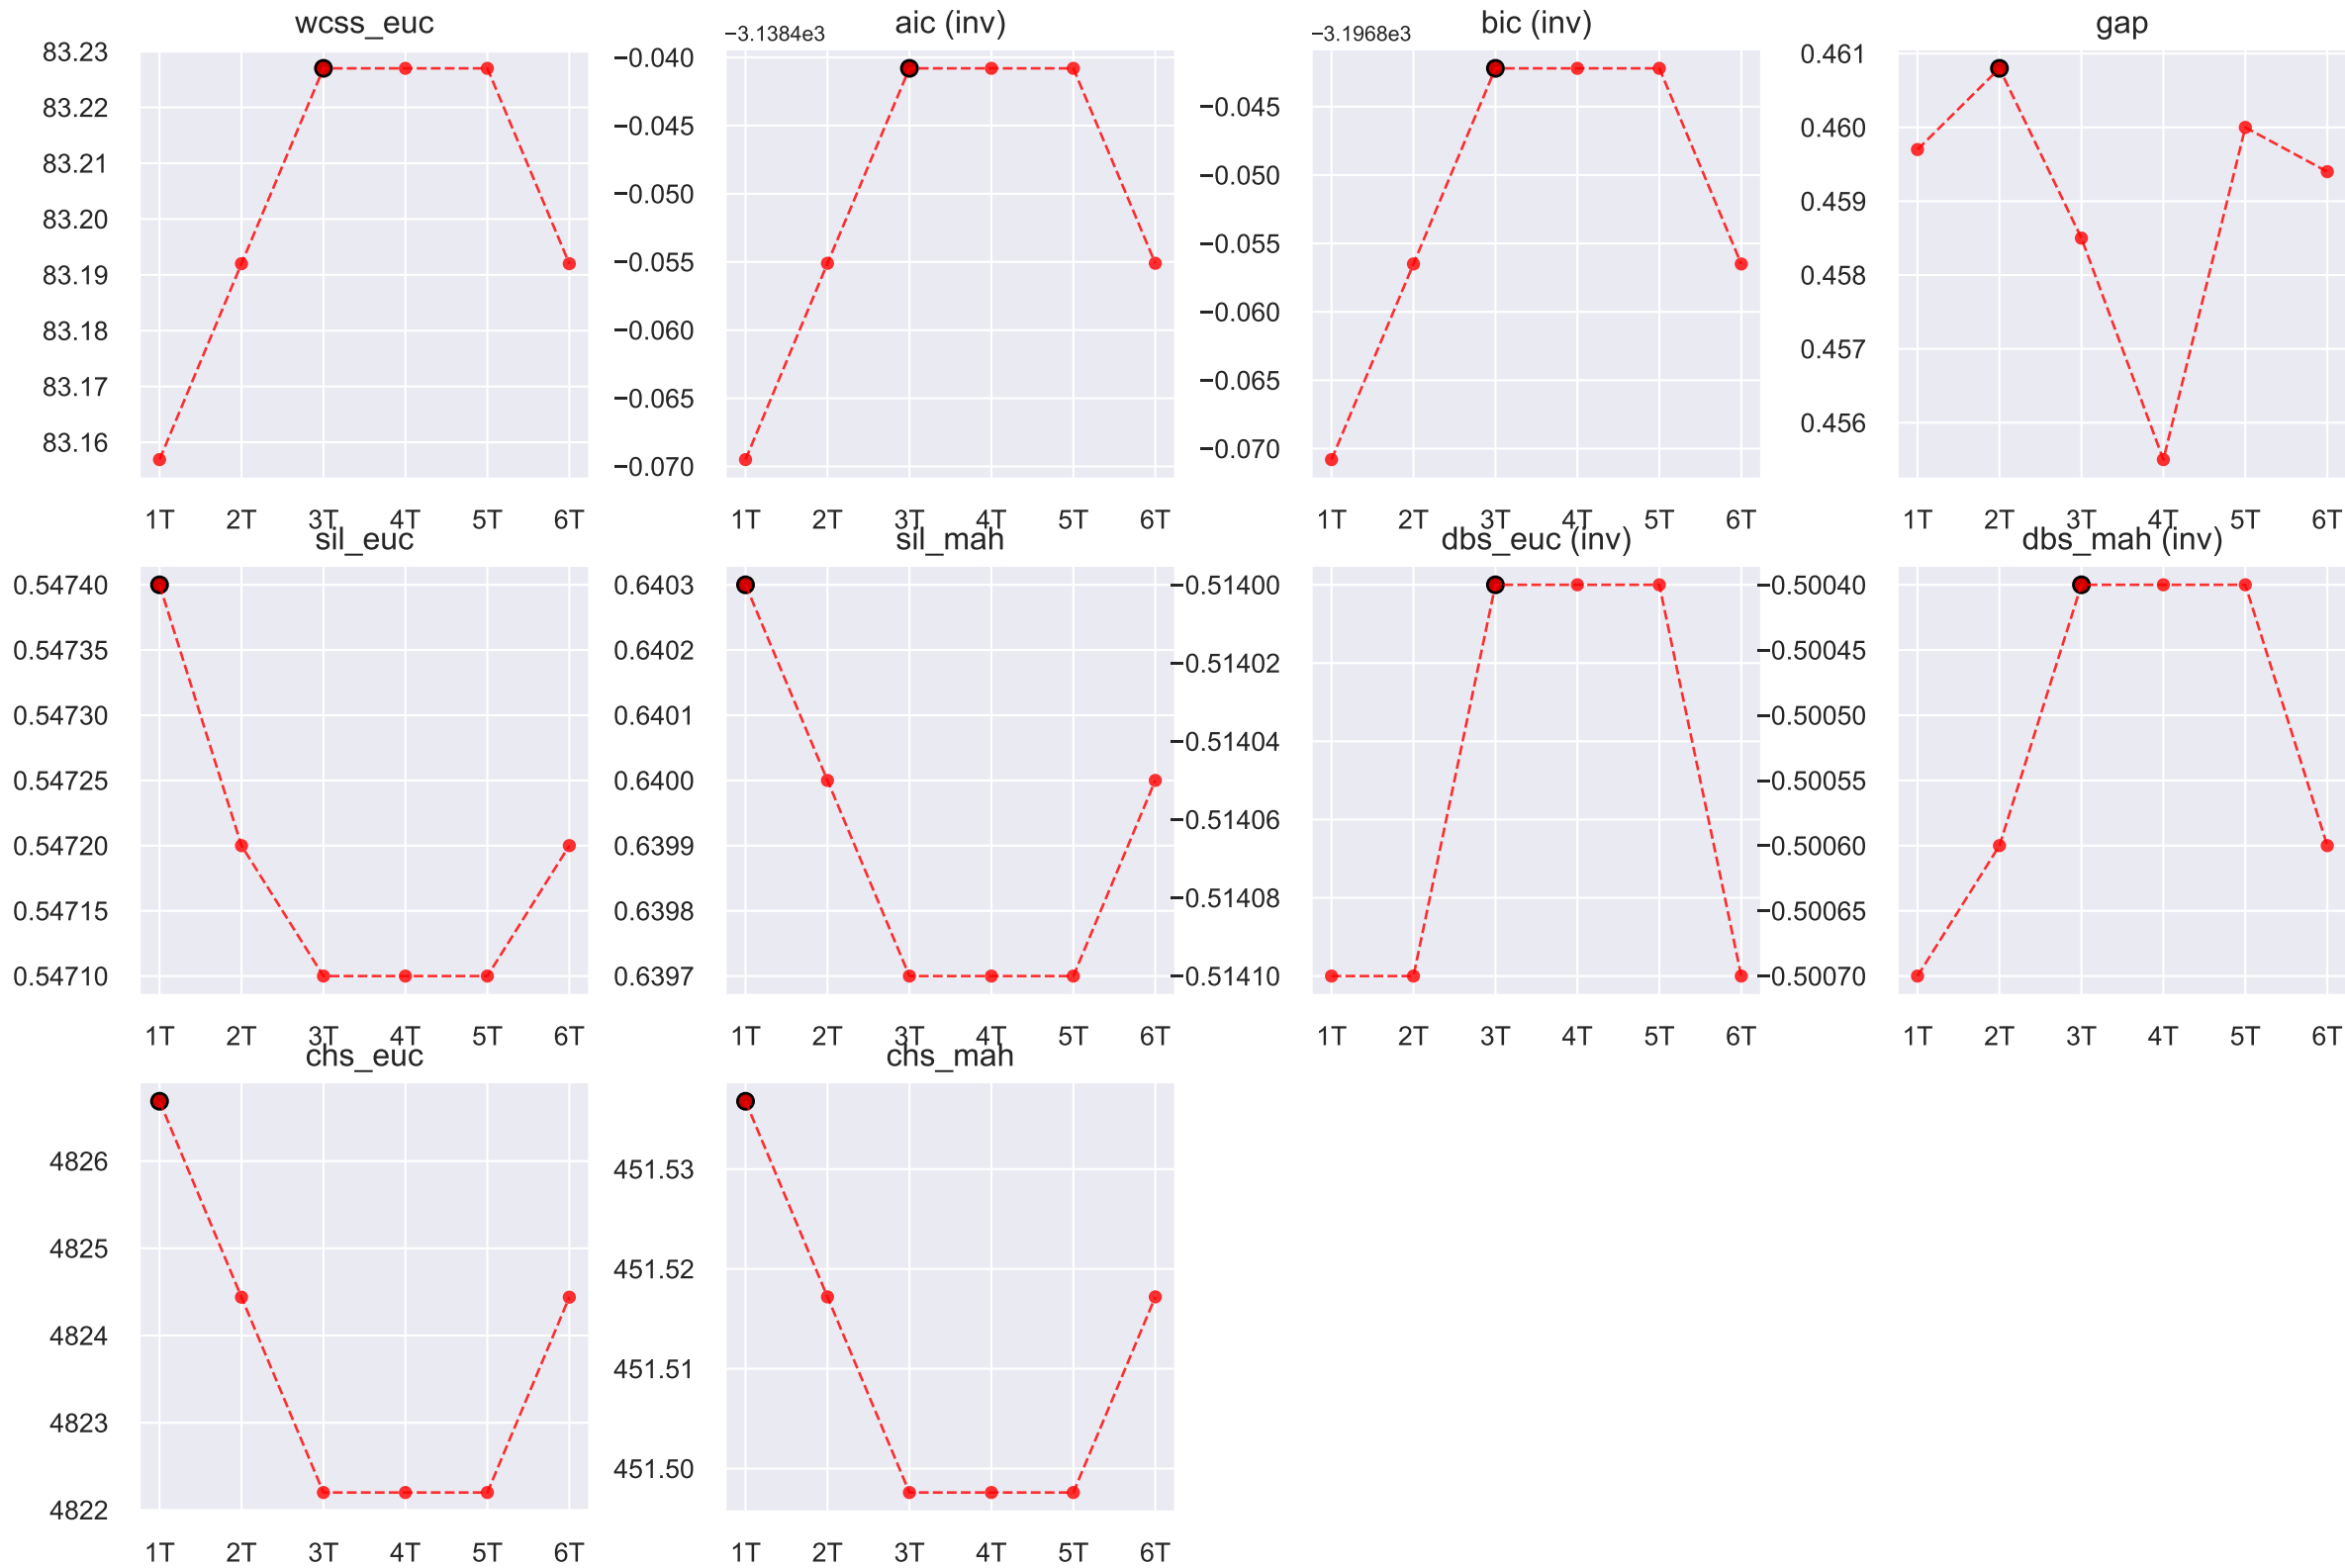 wcss_euc
83.23
83.22
83.21
83.20
83.19
83.18
83.17
83.16
1T 2T 3T 4T 5T 6T
aic (inv)
−3.1384e3
−0.040
−0.045
−0.050
−0.055
−0.060
−0.065
−0.070
1T 2T 3T 4T 5T 6T
bic (inv)
−3.1968e3
−0.045
−0.050
−0.055
−0.060
−0.065
−0.070
1T 2T 3T 4T 5T 6T
gap
0.461
0.460
0.459
0.458
0.457
0.456
1T 2T 3T 4T 5T 6T
sil_euc
0.54740
0.54735
0.54730
0.54725
0.54720
0.54715
0.54710
1T 2T 3T 4T 5T 6T
sil_mah
0.6403
0.6402
0.6401
0.6400
0.6399
0.6398
0.6397
1T 2T 3T 4T 5T 6T
dbs_euc (inv)
−0.51400
−0.51402
−0.51404
−0.51406
−0.51408
−0.51410
1T 2T 3T 4T 5T 6T
dbs_mah (inv)
−0.50040
−0.50045
−0.50050
−0.50055
−0.50060
−0.50065
−0.50070
1T 2T 3T 4T 5T 6T
chs_euc
4826
4825
4824
4823
4822
1T 2T 3T 4T 5T 6T
chs_mah
451.53
451.52
451.51
451.50
1T 2T 3T 4T 5T 6T